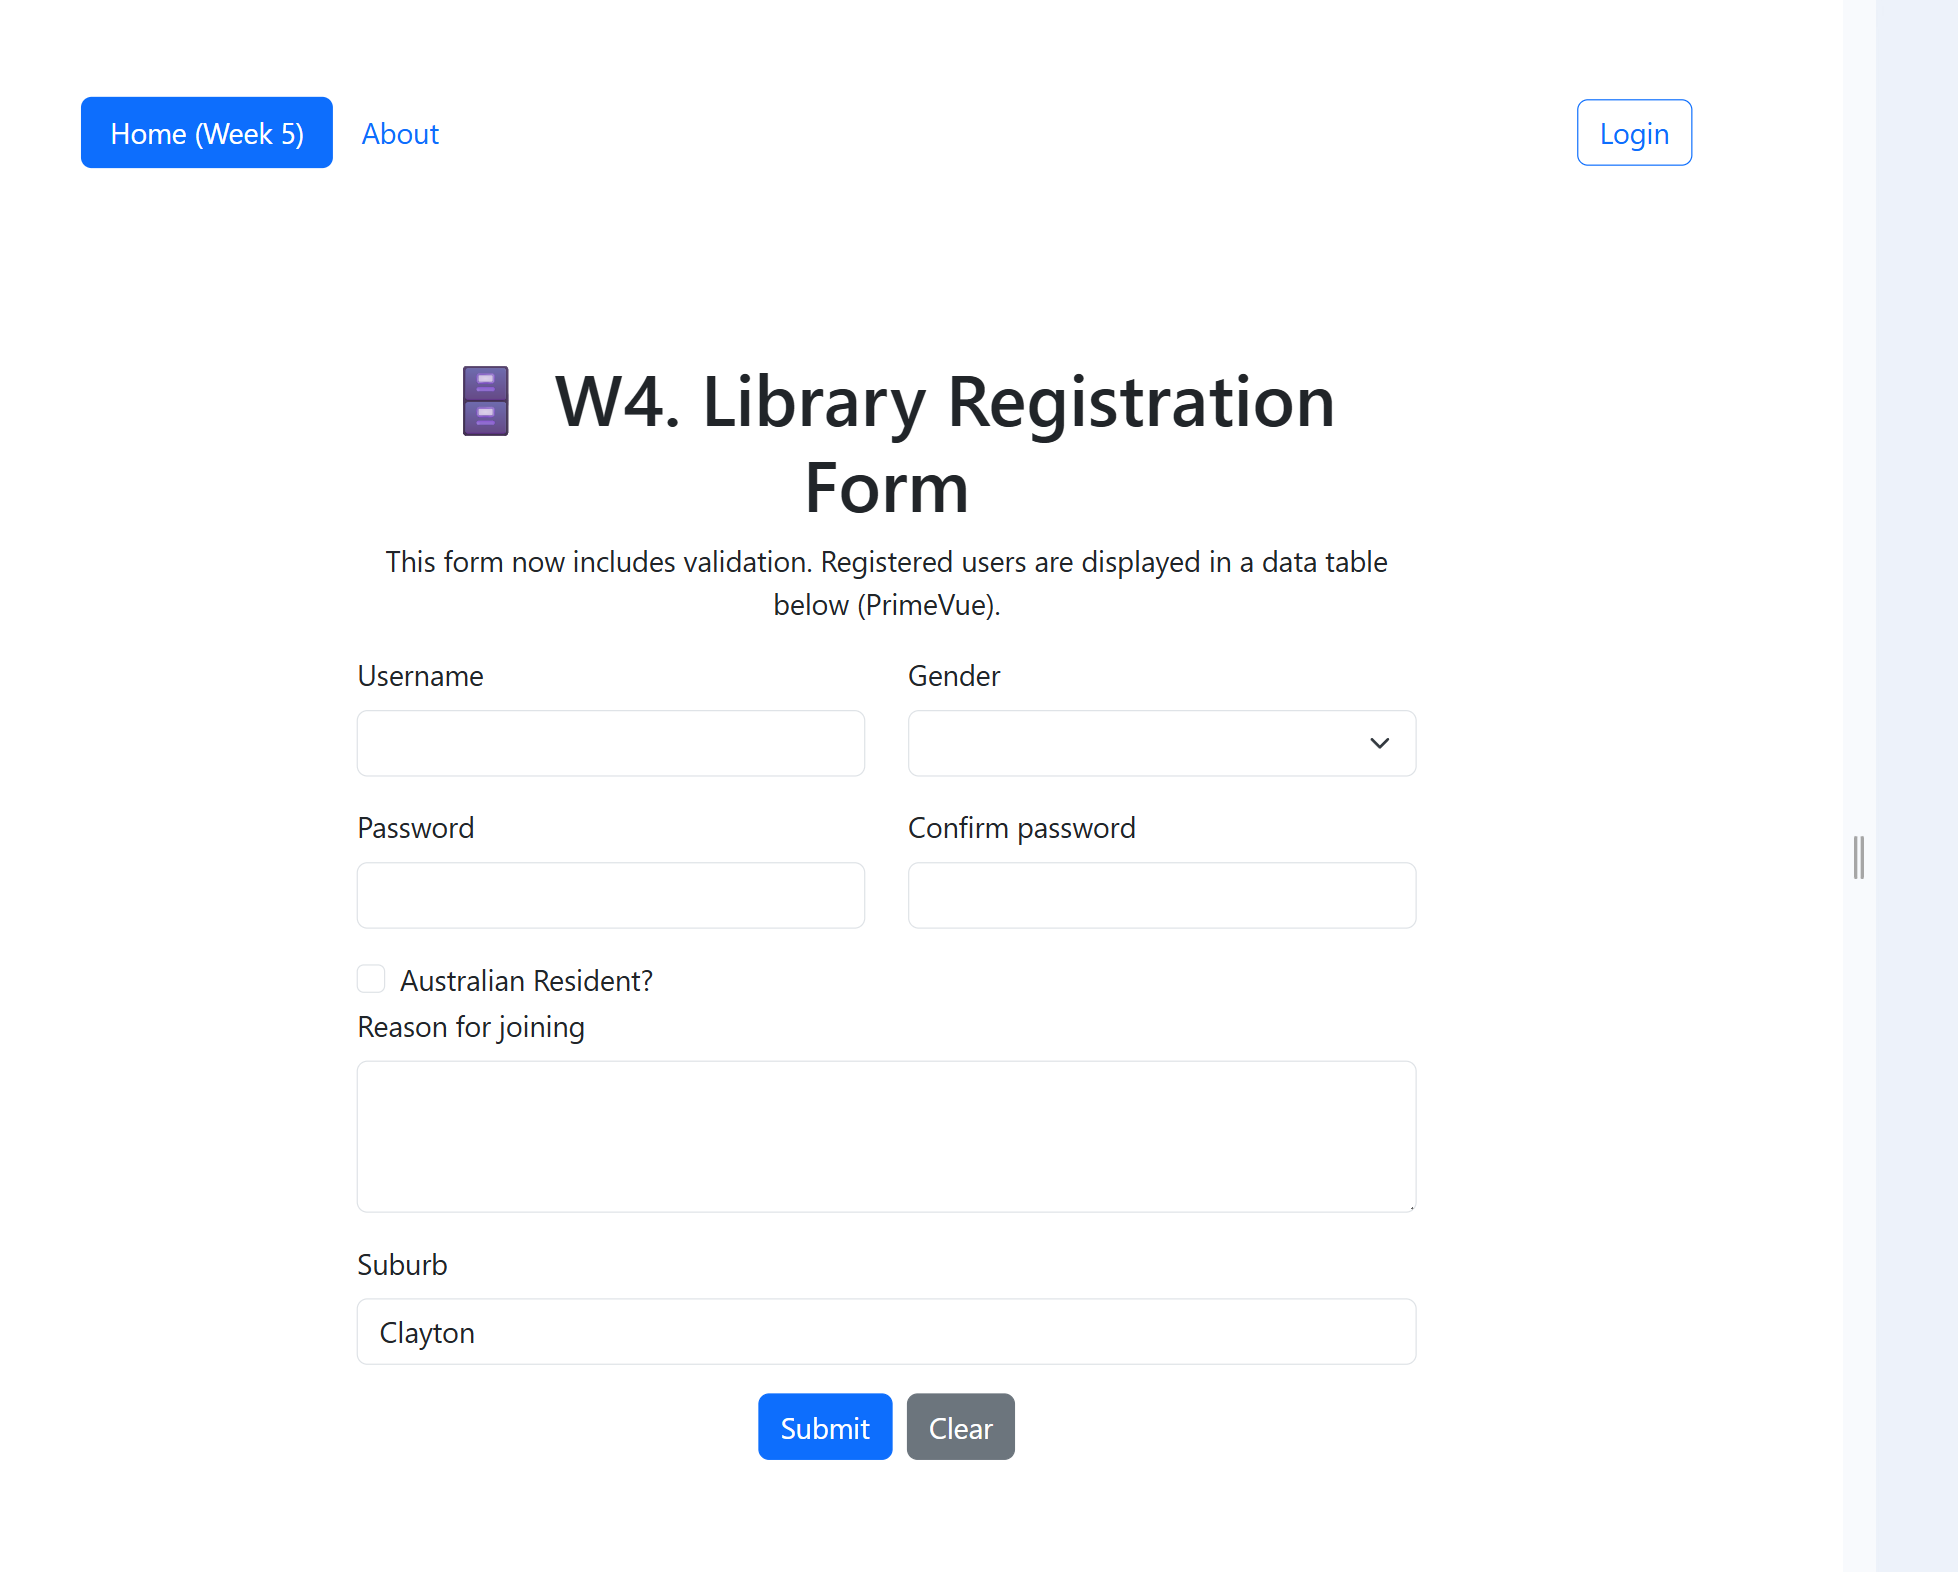 Home (Week 5) About Login
W4. Library Registration
Form
This form now includes validation. Registered users are displayed in a data table
below (PrimeVue).
Username Gender
Password Confirm password
Australian Resident?
Reason for joining
Suburb
Clayton
Submit Clear